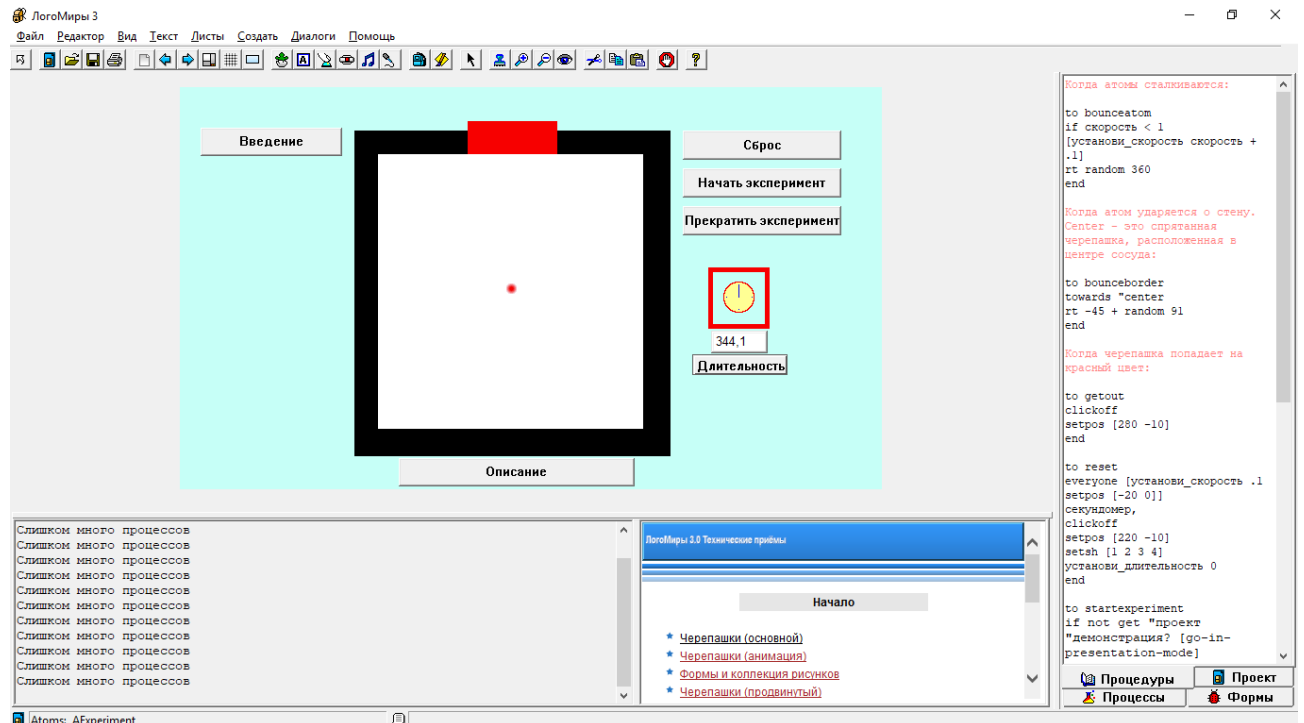 ЛогоМиры 3
Файл Редактор Вид Текст Листы Создать Диалоги Помощь
Введение
Сброс
Начать эксперимент
Прекратить эксперимент
344,1
Длительность
Описание
Слишком много процессов
Слишком много процессов
Слишком много процессов
Слишком много процессов
Слишком много процессов
Слишком много процессов
Слишком много процессов
Слишком много процессов
Слишком много процессов
Слишком много процессов
Слишком много процессов
ЛогоМиры 3.0 Технические приёмы
Начало
Черепашки (основной)
Черепашки (анимация)
Формы и коллекция рисунков
Черепашки (продвинутый)
Когда атомы сталкиваются:
to bounceatom
if скорость < 1
[установи_скорость скорость +
.1]
rt random 360
end
Когда атом ударяется о стену.
Center - это спрятанная
черепашка, расположенная в
центре сосуда:
to bounceborder
towards "center
rt -45 + random 91
end
Когда черепашка попадает на
красный цвет:
to getout
clickoff
setpos [280 -10]
end
to reset
everyone [установи_скорость .1
setpos [-20 0]]
секундомер,
clickoff
setpos [220 -10]
setsh [1 2 3 4]
установи_длительность 0
end
to startexperiment
if not get "проект
"демонстрация? [go-in-
presentation-mode]
Процедуры
Проект
Процессы
Формы
Atoms: AExperiment